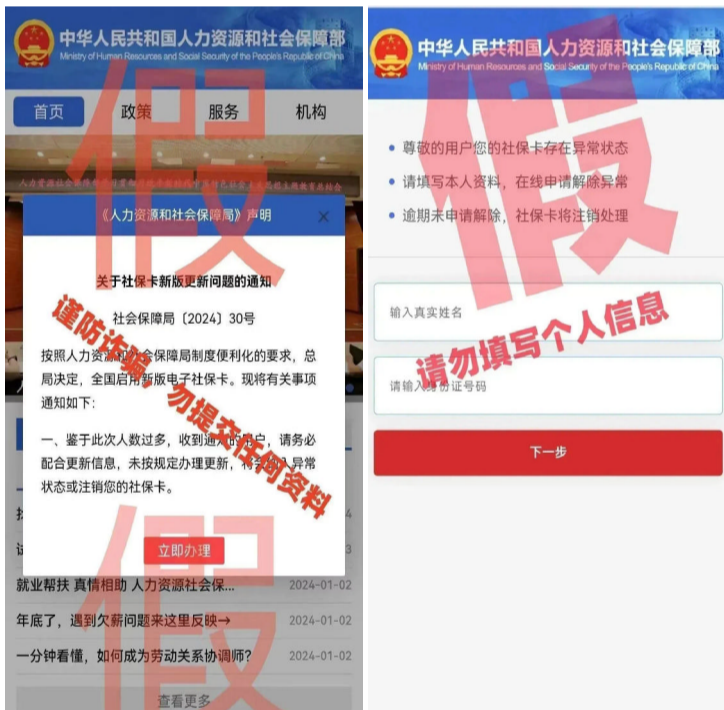 中华人民共和国人力资源和社会保障部
Ministry of Human Resources and Social Security of the People's Republic of China
首页 政策 服务 机构
《人力资源和社会保障局》声明
关于社保卡新版更新问题的通知
社会保障局〔2024〕30号
按照人力资源和社会保障局制度便利化的要求，总
局决定，全国启用新版电子社保卡。现将有关事项
通知如下：
一、鉴于此次人数过多，收到通知的用户，请务必
配合更新信息，未按规定办理更新，将会纳入异常
状态或注销您的社保卡。
立即办理
就业帮扶 真情相助 人力资源社会保... 2024-01-02
年底了，遇到欠薪问题来这里反映→ 2024-01-02
一分钟看懂，如何成为劳动关系协调师？ 2024-01-02
查看更多
假
谨防诈骗，勿提交任何资料
假
中华人民共和国人力资源和社会保障部
Ministry of Human Resources and Social Security of the People's Republic of China
尊敬的用户您的社保卡存在异常状态
请填写本人资料，在线申请解除异常
逾期未申请解除，社保卡将注销处理
输入真实姓名
请输入身份证号码
下一步
假
请勿填写个人信息